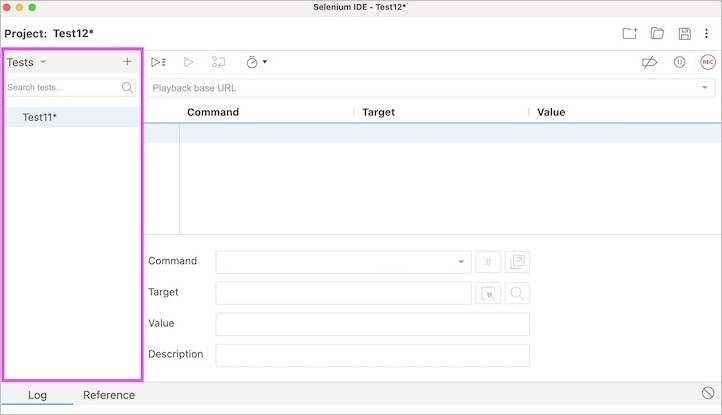 Selenium IDE - Test12*
Project: Test12*
Tests
Search tests...
Test11*
REC
Playback base URL
Command Target Value
Command
//
Target
Value
Description
Log Reference